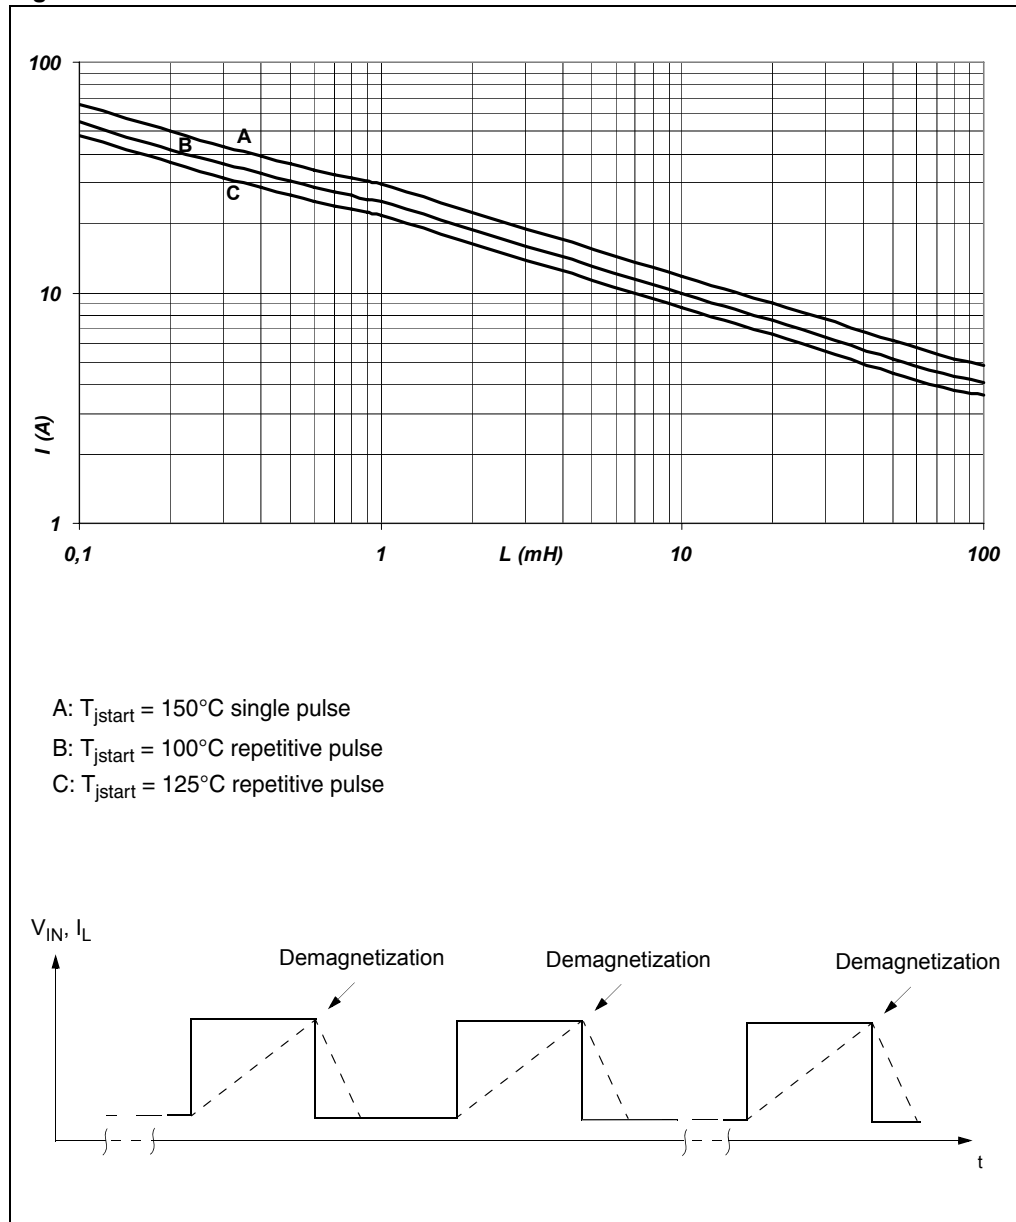 100
A
B
C
10
I (A)
1
0,1 1 L (mH) 10 100
A: Tjstart = 150°C single pulse
B: Tjstart = 100°C repetitive pulse
C: Tjstart = 125°C repetitive pulse
VIN, IL
Demagnetization Demagnetization Demagnetization
t